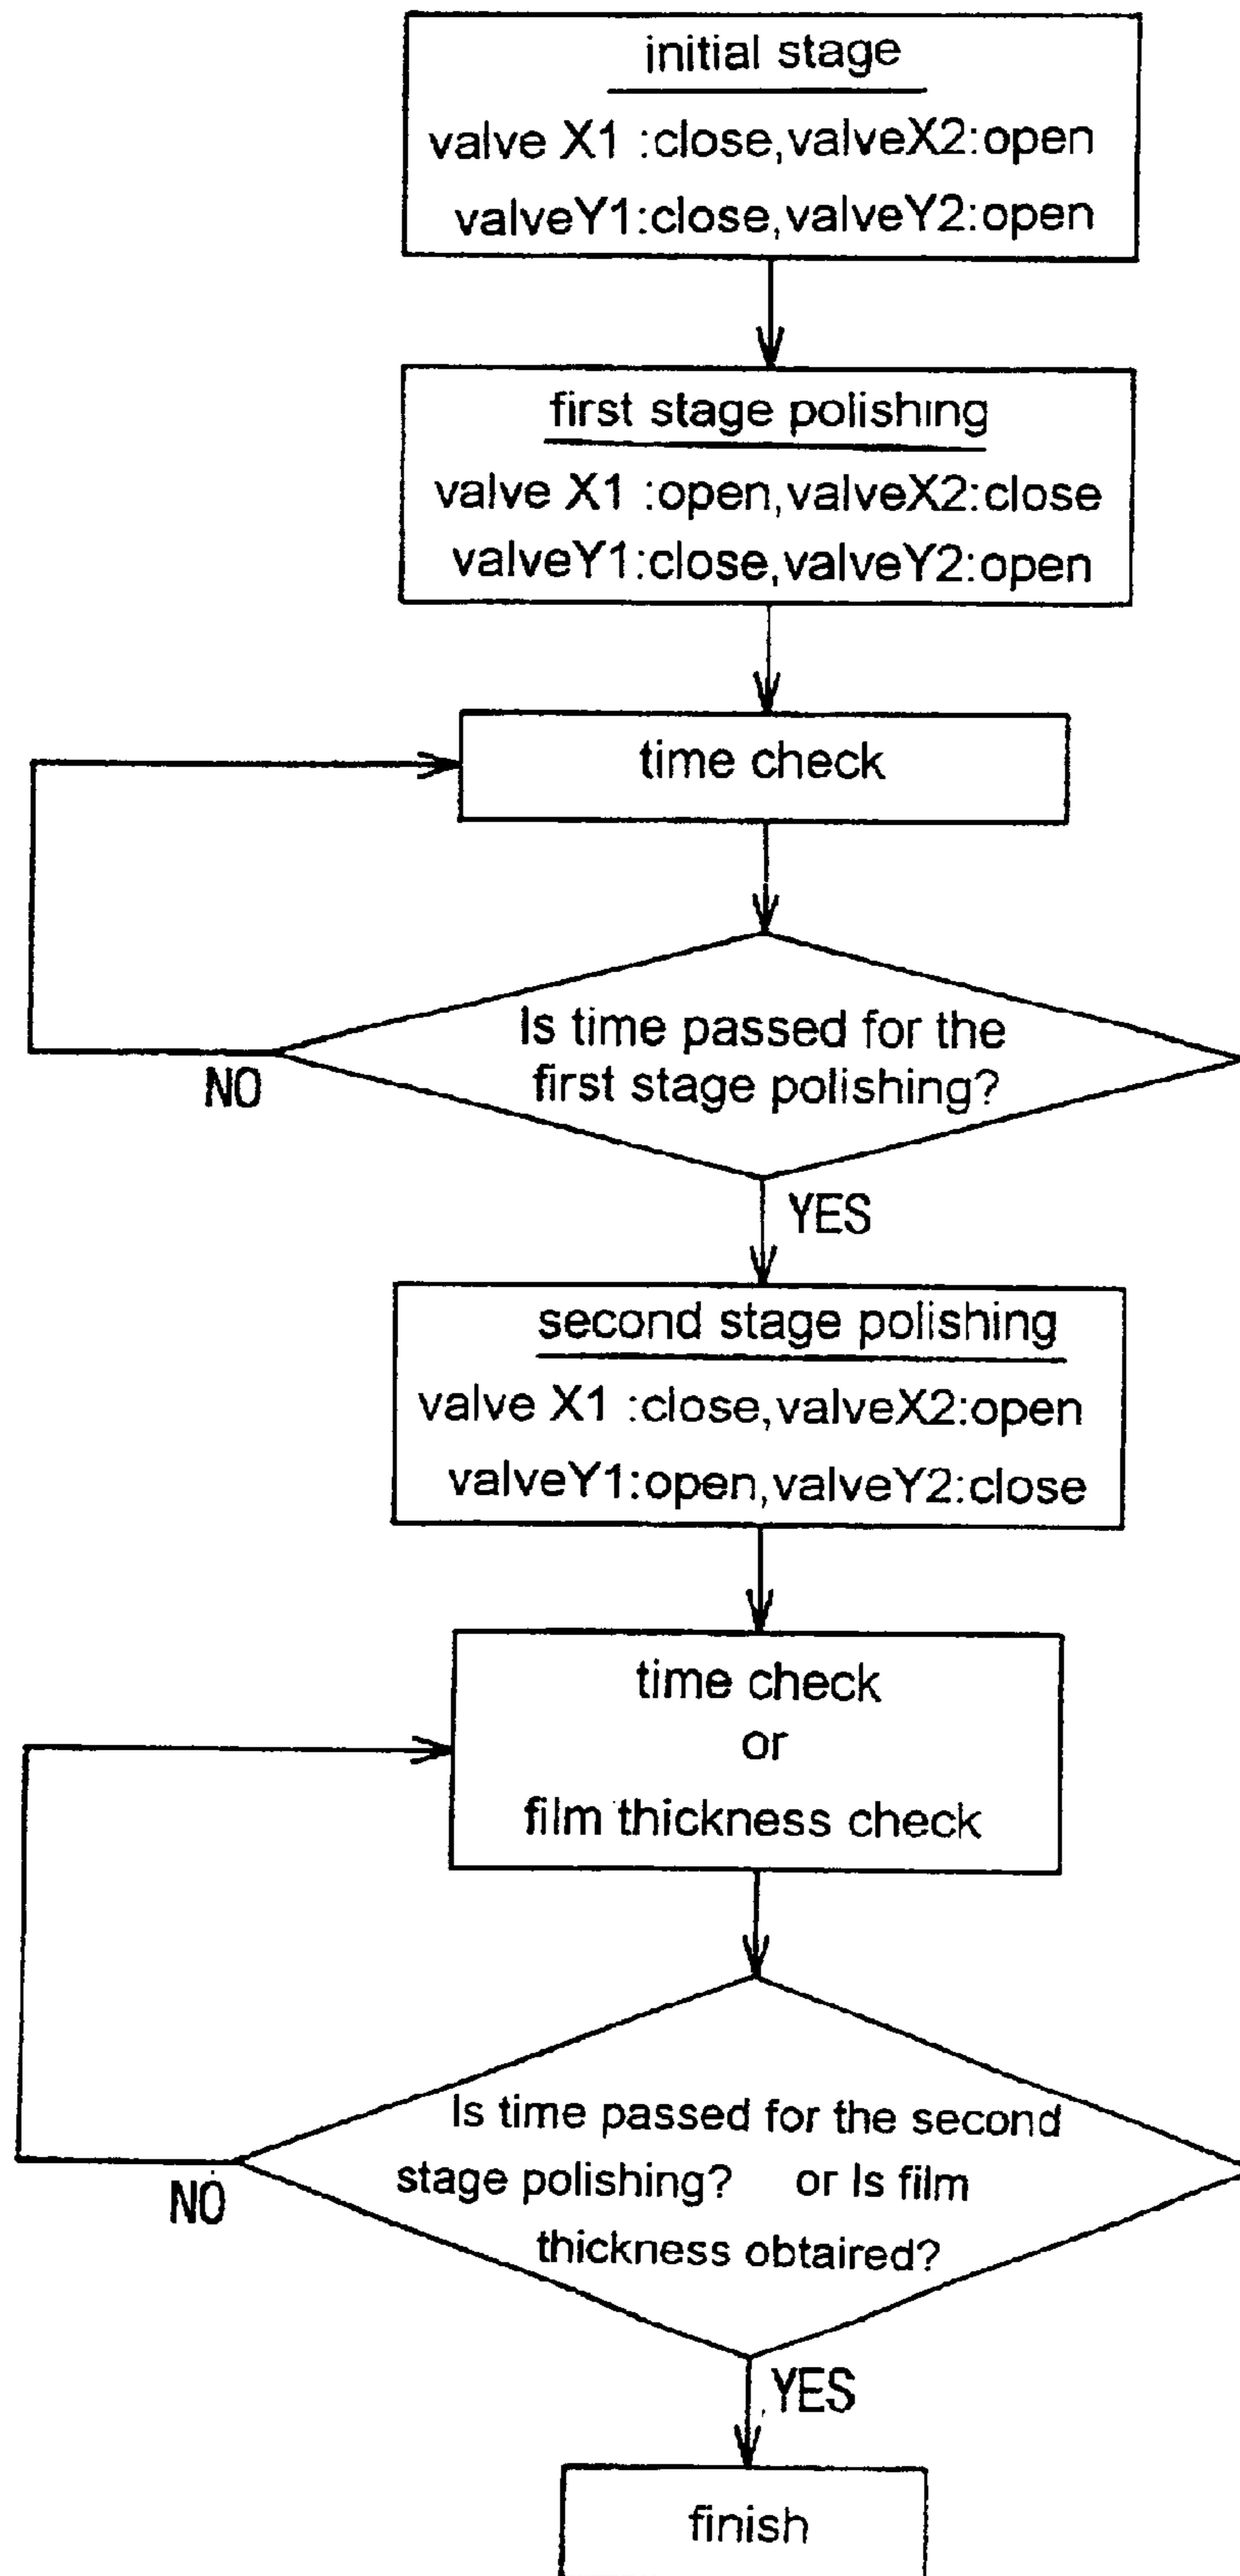 initial stage
valve X1 :close,valveX2:open
valveY1:close,valveY2:open
first stage polishing
valve X1 :open,valveX2:close
valveY1:close,valveY2:open
time check
Is time passed for the
first stage polishing?
NO
YES
second stage polishing
valve X1 :close,valveX2:open
valveY1:open,valveY2:close
time check
or
film thickness check
Is time passed for the second
stage polishing? or Is film
thickness obtaired?
NO
YES
finish